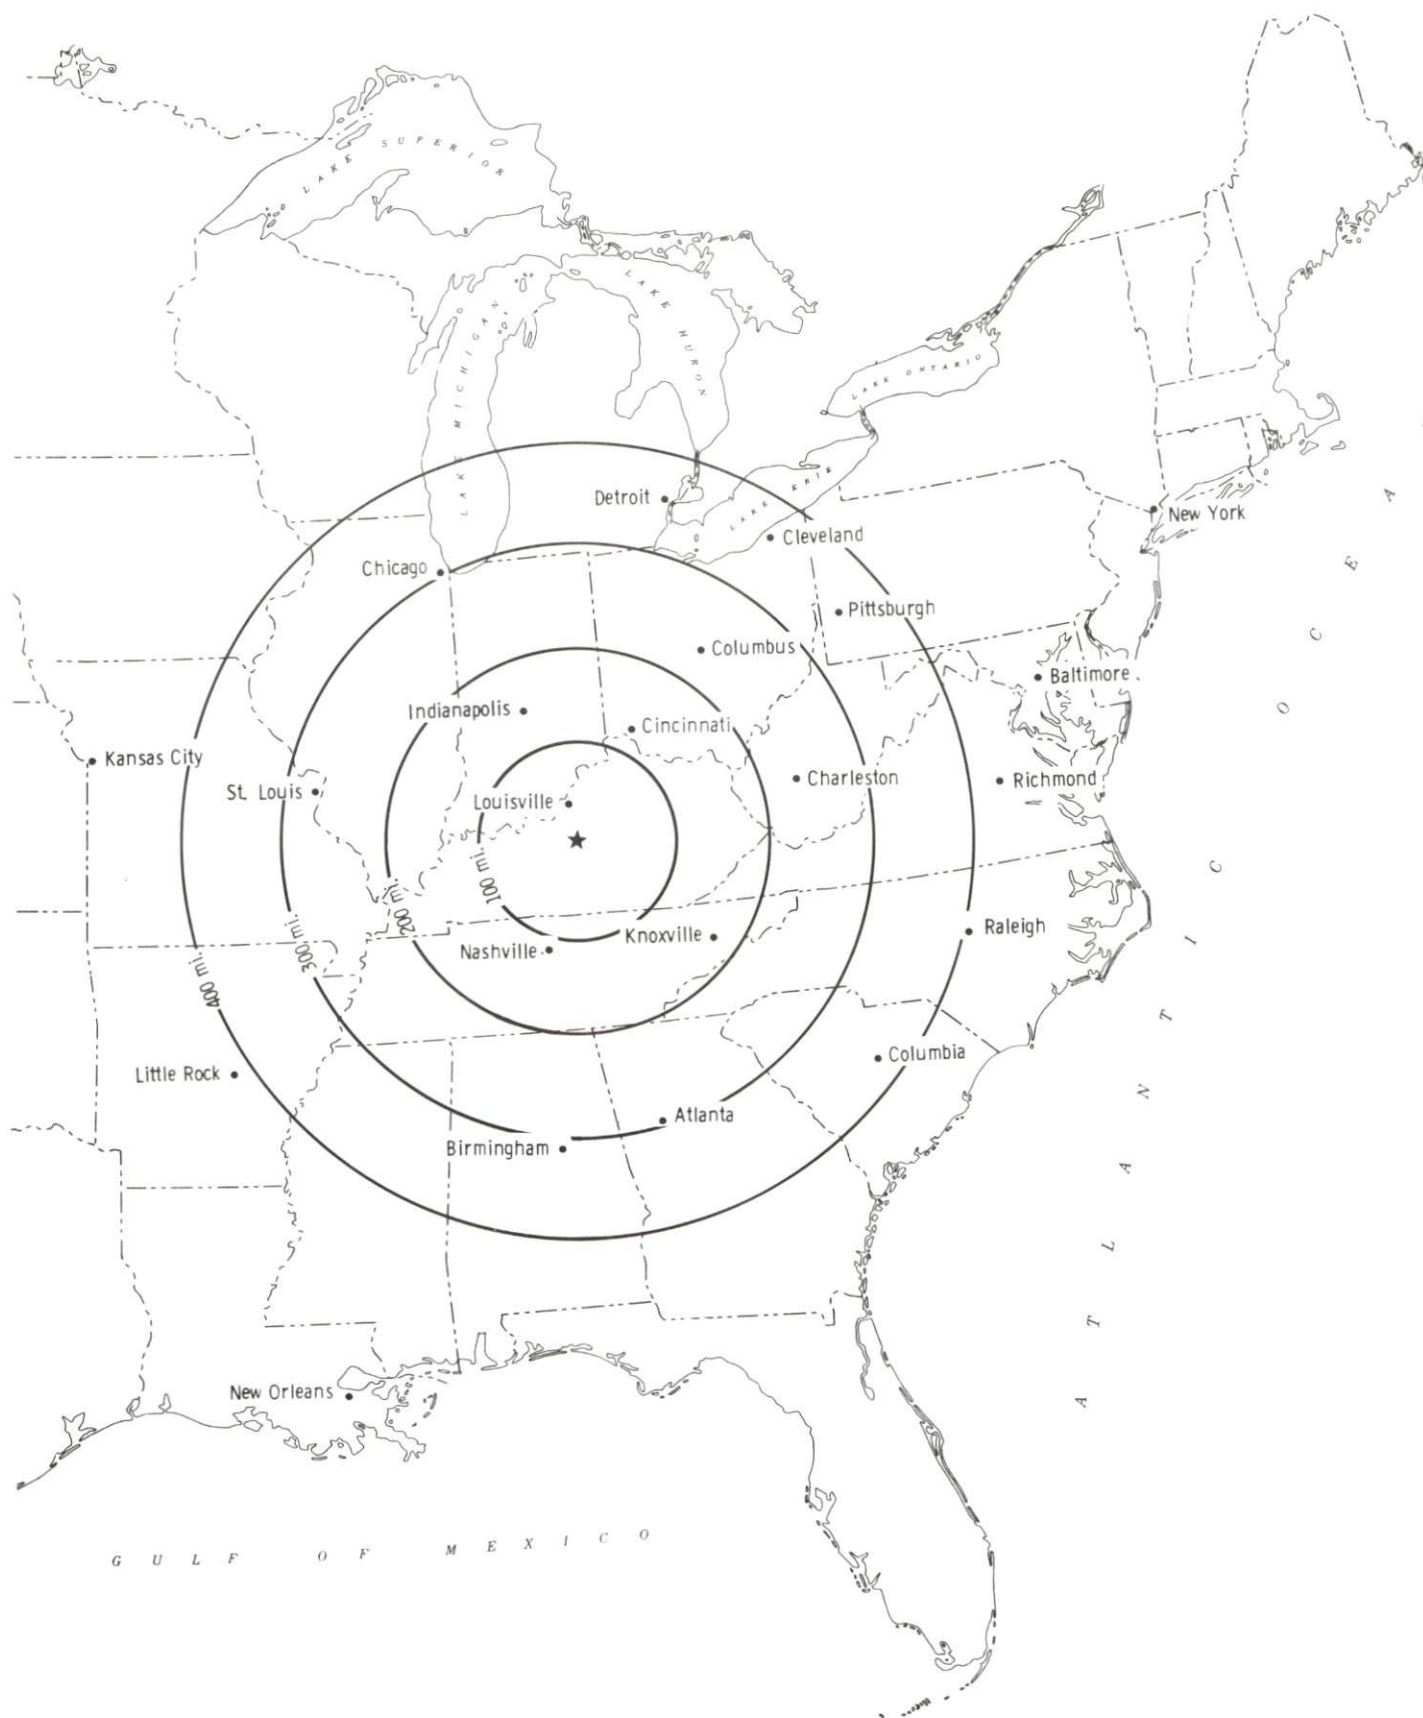 LAKE SUPERIOR
LAKE MICHIGAN
LAKE HURON
LAKE ONTARIO
LAKE ERIE
Detroit
New York
Cleveland
Chicago
Pittsburgh
Columbus
Baltimore
Indianapolis
Cincinnati
Kansas City
Charleston
Richmond
St. Louis
Louisville
100 mi.
200 mi.
300 mi.
400 mi.
Raleigh
Knoxville
Nashville
Columbia
Little Rock
Atlanta
Birmingham
New Orleans
ATLANTIC OCEA
GULF OF MEXICO